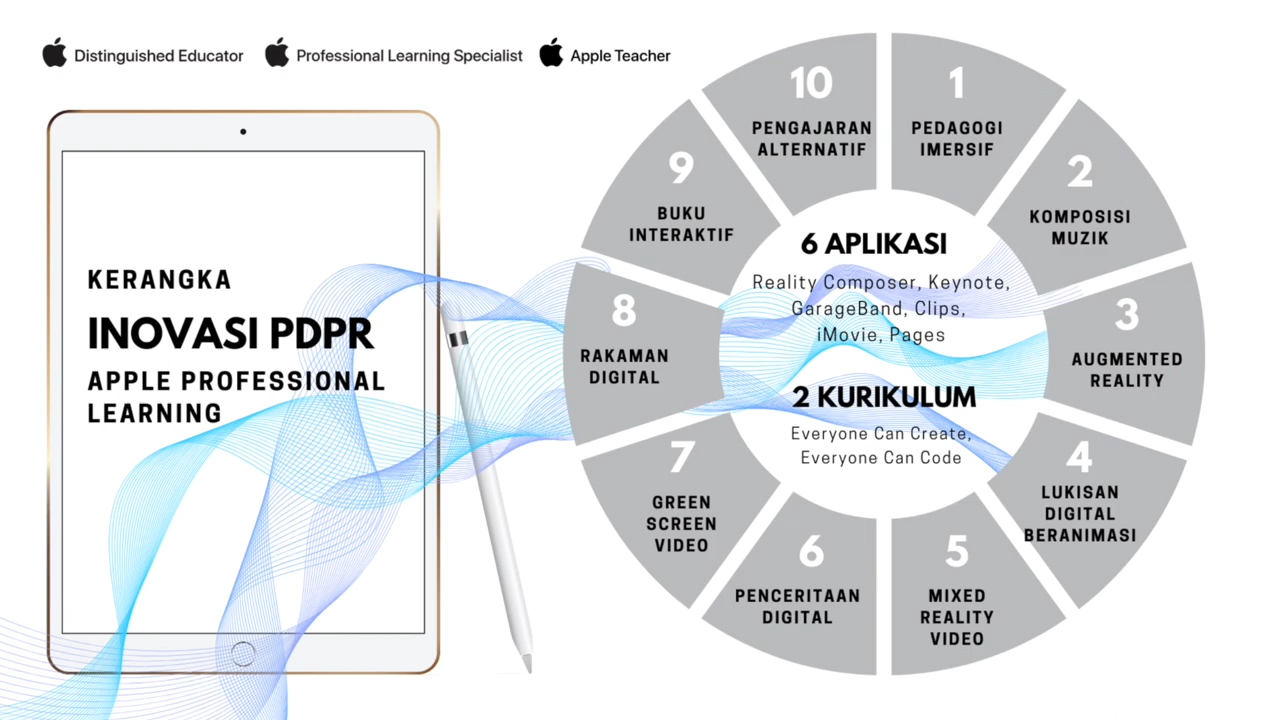 Distinguished Educator
Professional Learning Specialist
Apple Teacher
KERANGKA
INOVASI PDPR
APPLE PROFESSIONAL
LEARNING
1
PEDAGOGI
IMERSIF
2
KOMPOSISI
MUZIK
3
AUGMENTED
REALITY
4
LUKISAN
DIGITAL
BERANIMASI
5
MIXED
REALITY
VIDEO
6
PENCERITAAN
DIGITAL
7
GREEN
SCREEN
VIDEO
8
RAKAMAN
DIGITAL
9
BUKU
INTERAKTIF
10
PENGAJARAN
ALTERNATIF
6 APLIKASI
Reality Composer, Keynote,
GarageBand, Clips,
iMovie, Pages
2 KURIKULUM
Everyone Can Create,
Everyone Can Code